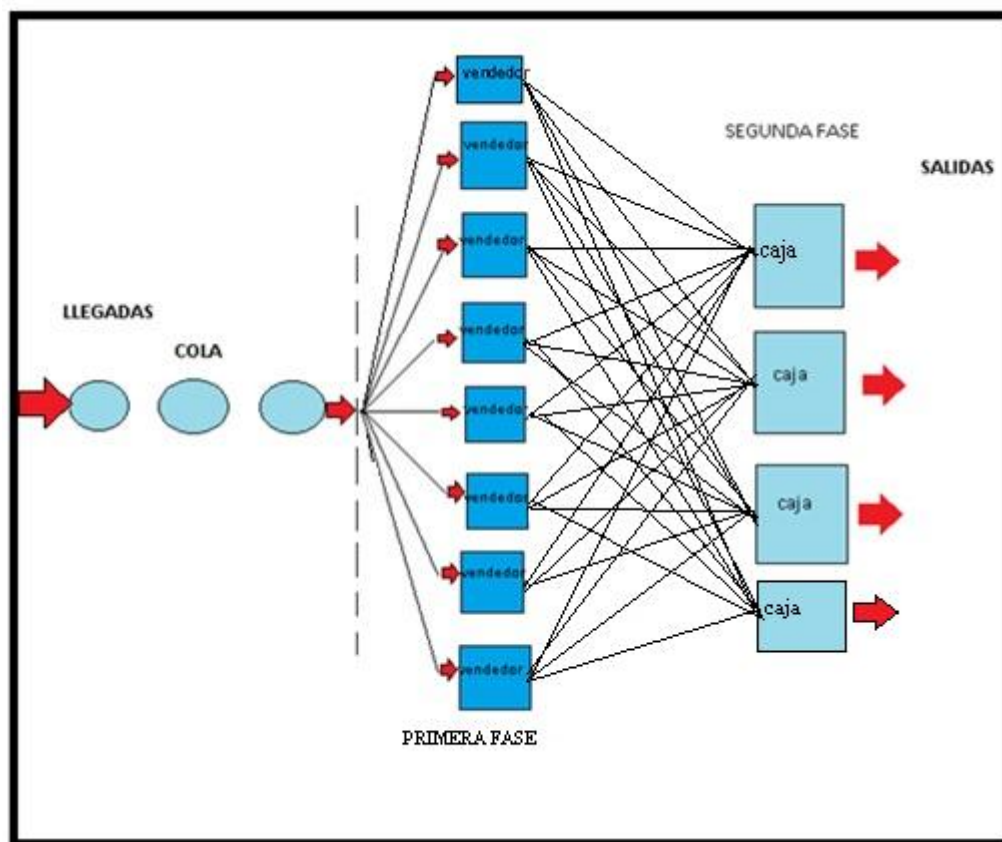 LLEGADAS
COLA
vendedor
vendedor
vendedor
vendedor
vendedor
vendedor
vendedor
vendedor
PRIMERA FASE
SEGUNDA FASE
caja
caja
caja
caja
SALIDAS